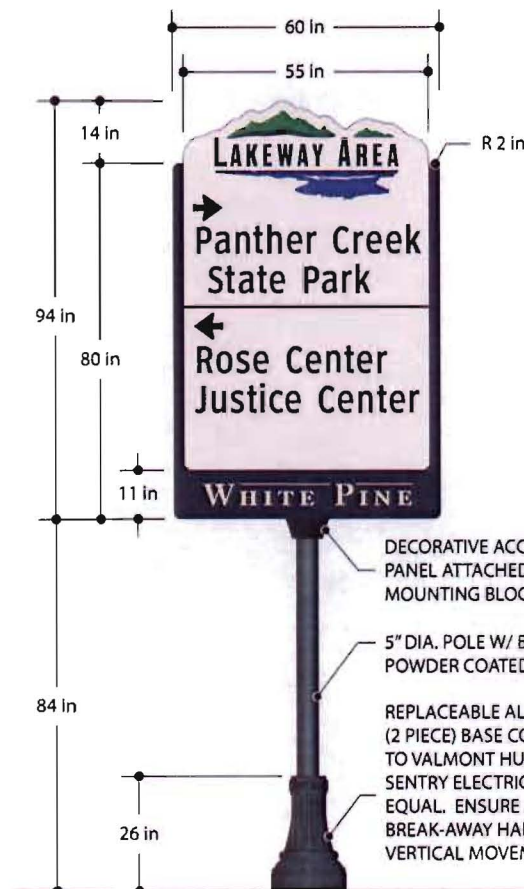 60 in
55 in
14 in
R 2 in
LAKEWAY AREA
Panther Creek
State Park
94 in
80 in
Rose Center
Justice Center
11 in
WHITE PINE
DECORATIVE ACC
PANEL ATTACHED
MOUNTING BLOC
5" DIA. POLE W/
POWDER COATED
84 in
REPLACEABLE AL
(2 PIECE) BASE CO
TO VALMONT HU
SENTRY ELECTRIC
EQUAL. ENSURE
BREAK-AWAY HA
26 in
VERTICAL MOVEM